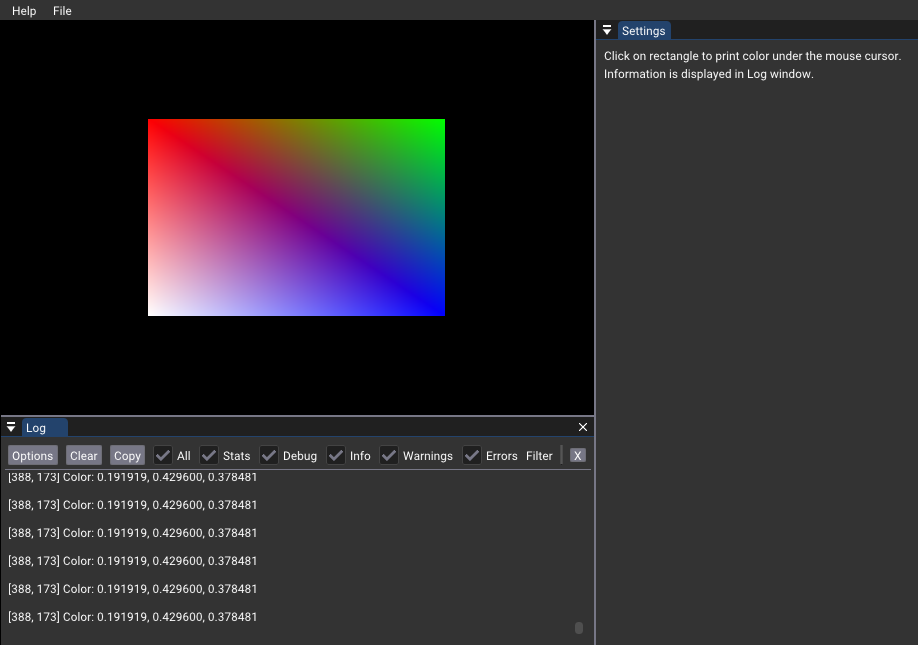 Help File
Settings
Click on rectangle to print color under the mouse cursor.
Information is displayed in Log window.
Log
Options Clear Copy All Stats Debug Info Warnings Errors Filter X
[388, 173] Color: 0.191919, 0.429600, 0.378481
[388, 173] Color: 0.191919, 0.429600, 0.378481
[388, 173] Color: 0.191919, 0.429600, 0.378481
[388, 173] Color: 0.191919, 0.429600, 0.378481
[388, 173] Color: 0.191919, 0.429600, 0.378481
[388, 173] Color: 0.191919, 0.429600, 0.378481